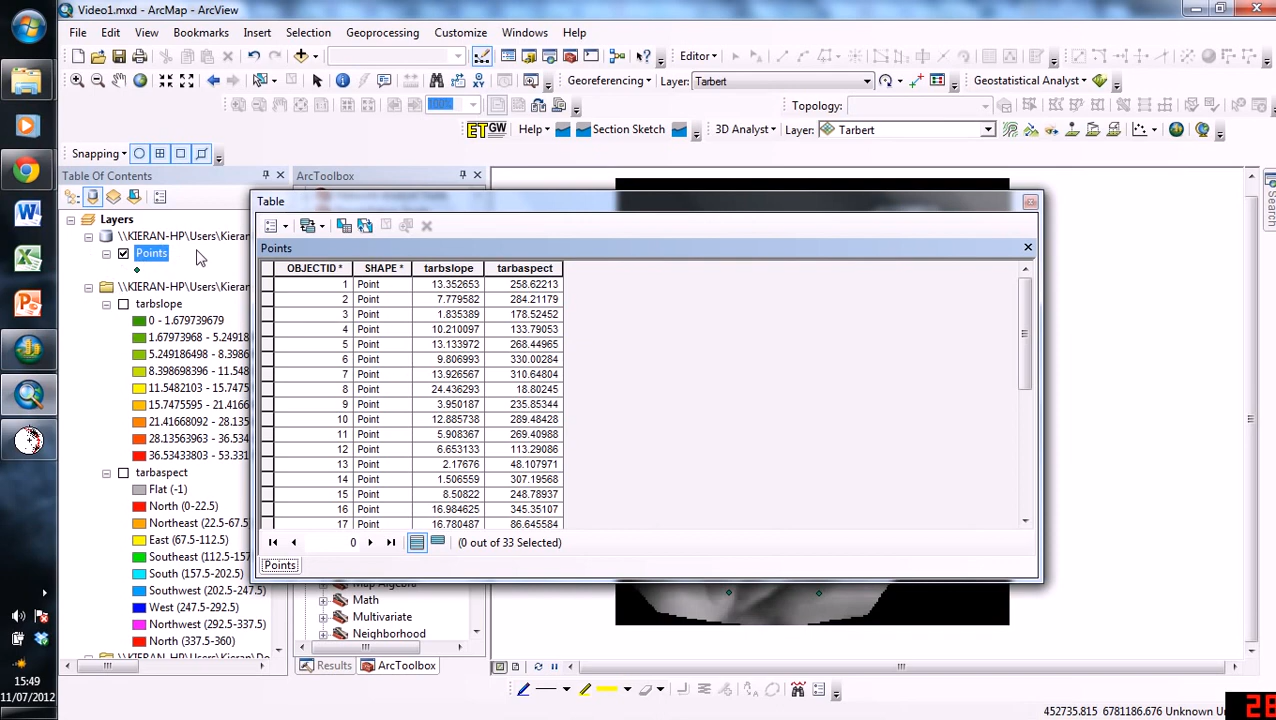 Video1.mxd - ArcMap - ArcView
File Edit View Bookmarks Insert Selection Geoprocessing Customize Windows Help
Editor
Georeferencing Layer: Tarbert Geostatistical Analyst
Topology:
ETGW Help Section Sketch 3D Analyst Layer: Tarbert
Snapping
Table Of Contents
ArcToolbox
Search
Layers
\\KIERAN-HP\Users\Kieran
Points
\\KIERAN-HP\Users\Kieran
tarbslope
0 - 1.679739679
1.67973968 - 5.2491
5.249186498 - 8.3986
8.398698396 - 11.548
11.5482103 - 15.7475
15.7475595 - 21.4166
21.41666092 - 28.135
28.13563963 - 36.534
36.53433803 - 53.331
tarbaspect
Flat (-1)
North (0-22.5)
Northeast (22.5-67.5
East (67.5-112.5)
Southeast (112.5-157
South (157.5-202.5)
Southwest (202.5-247.5)
West (247.5-292.5)
Northwest (292.5-337.5)
North (337.5-360)
Table
Points
OBJECTID * SHAPE * tarbslope tarbaspect
1 Point 13.352653 258.62213
2 Point 7.779582 284.21179
3 Point 1.835389 178.52452
4 Point 10.210097 133.79053
5 Point 13.133972 268.44965
6 Point 9.806993 330.00284
7 Point 13.926567 310.64804
8 Point 24.436293 18.80245
9 Point 3.950187 235.85344
10 Point 12.885738 289.48428
11 Point 5.908367 269.40988
12 Point 6.653133 113.29086
13 Point 2.17676 48.107971
14 Point 1.506559 307.19568
15 Point 8.50822 248.78937
16 Point 16.984625 345.35107
17 Point 16.780487 86.645584
0 (0 out of 33 Selected)
Points
Math
Multivariate
Neighborhood
Results ArcToolbox
15:49
11/07/2012
452735.815 6781186.676 Unknown Un